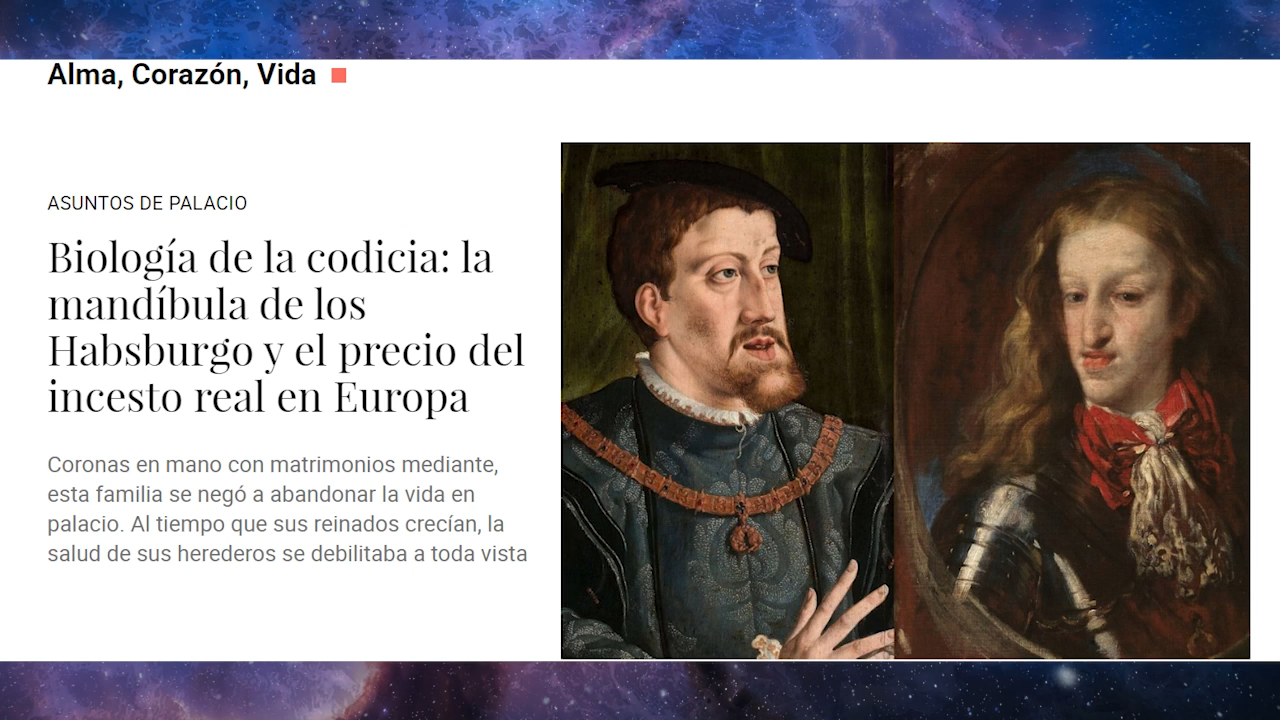 Alma, Corazón, Vida
ASUNTOS DE PALACIO
Biología de la codicia: la
mandíbula de los
Habsburgo y el precio del
incesto real en Europa
Coronas en mano con matrimonios mediante,
esta familia se negó a abandonar la vida en
palacio. Al tiempo que sus reinados crecían, la
salud de sus herederos se debilitaba a toda vista